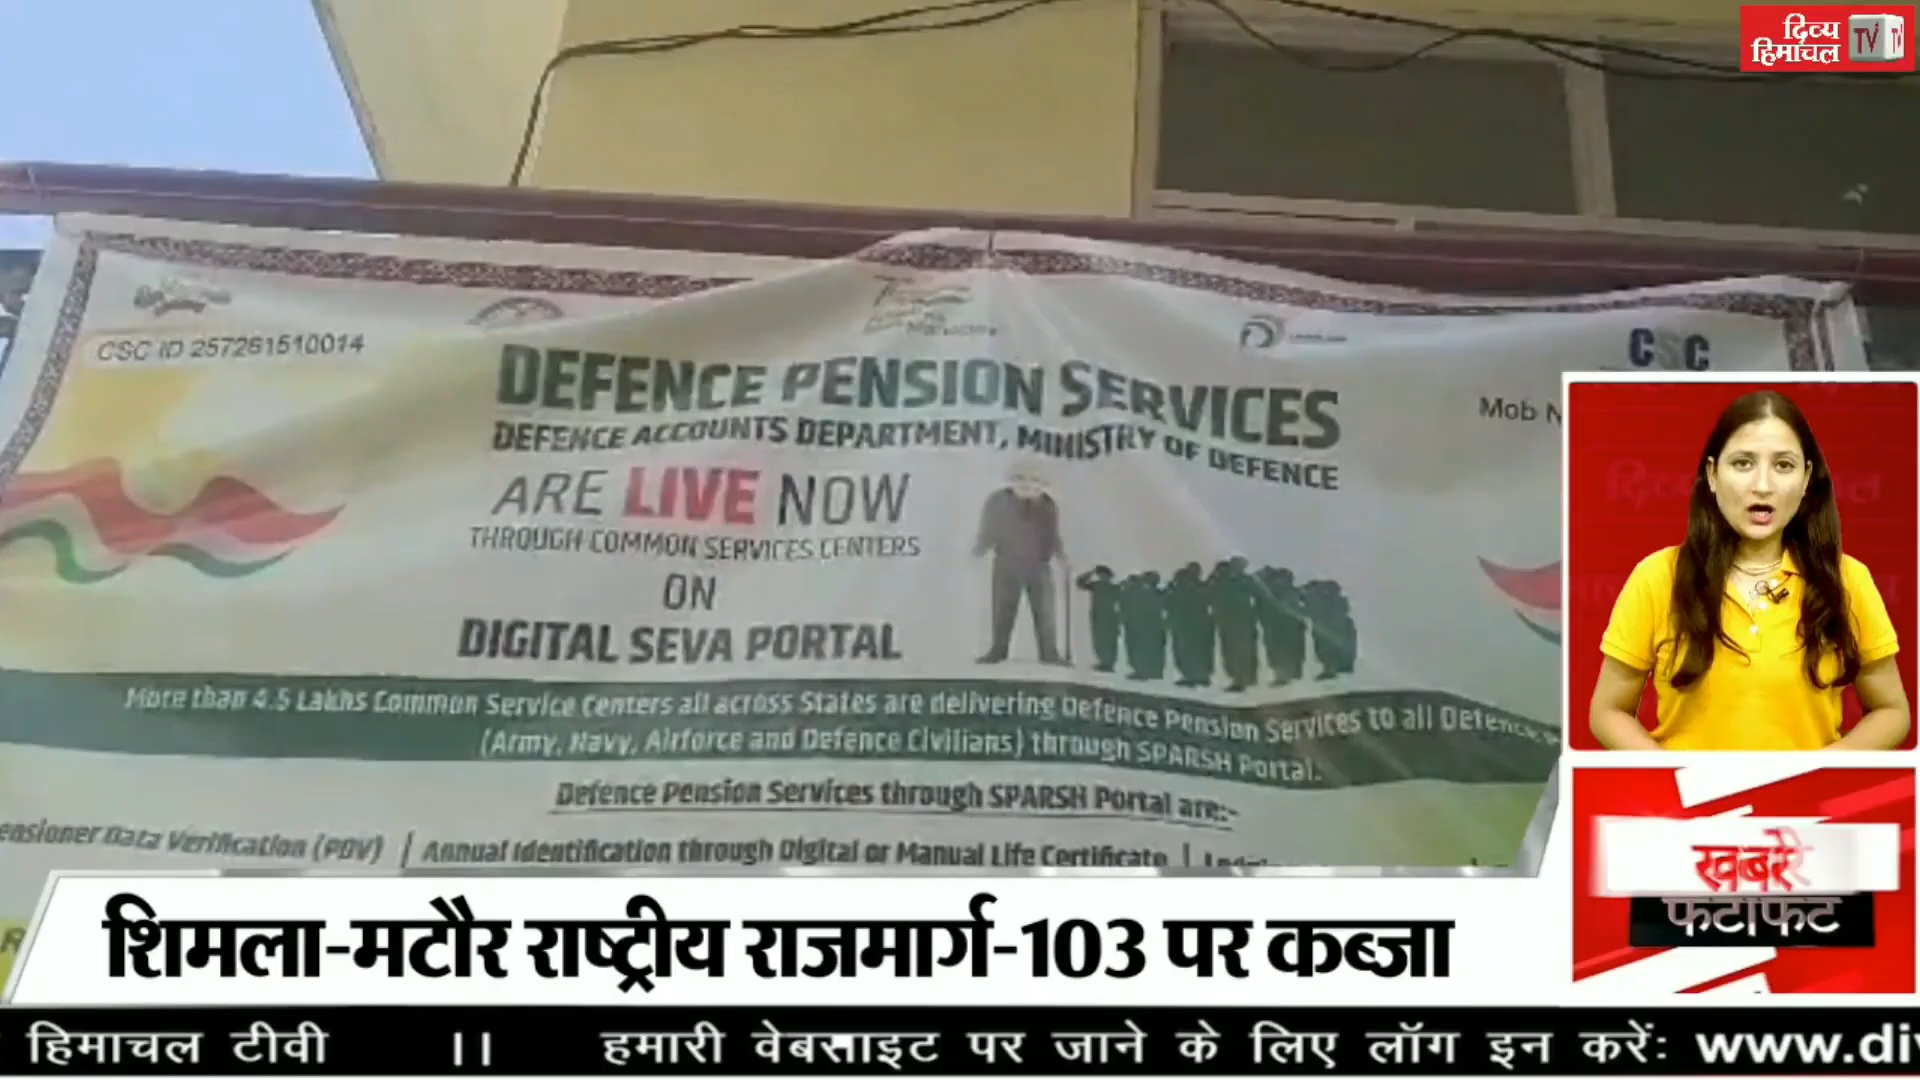 दिव्य
हिमाचल TV
CSC ID 257261510014
CSC
DEFENCE PENSION SERVICES
Mob N
DEFENCE ACCOUNTS DEPARTMENT, MINISTRY OF DEFENCE
ARE LIVE NOW
THROUGH COMMON SERVICES CENTERS
ON
DIGITAL SEVA PORTAL
More than 4.5 Lakhs Common Service Centers all across States are delivering Defence Pension Services to all Defence
(Army, Navy, Airforce and Defence Civilians) through SPARSH Portal.
Defence Pension Services through SPARSH Portal are:-
ensioner Data Verification (PDV) | Annual Identification through Digital or Manual Life Certificate |
खबरें
फटाफट
शिमला-मटौर राष्ट्रीय राजमार्ग-103 पर कब्जा
हिमाचल टीवी || हमारी वेबसाइट पर जाने के लिए लॉग इन करें: www.div